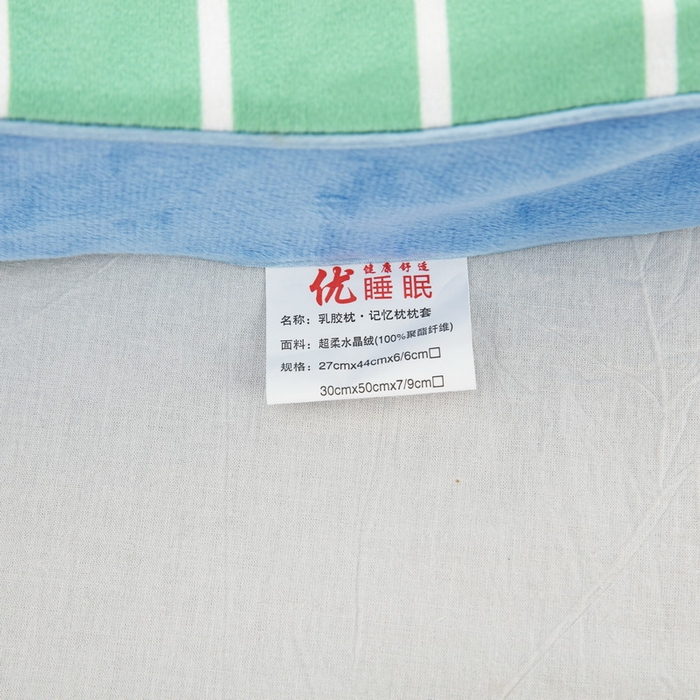 健康舒适
优睡眠
名称：乳胶枕·记忆枕枕套
面料：超柔水晶绒(100%聚酯纤维)
规格：27cmx44cmx6/6cm□
30cmx50cmx7/9cm□